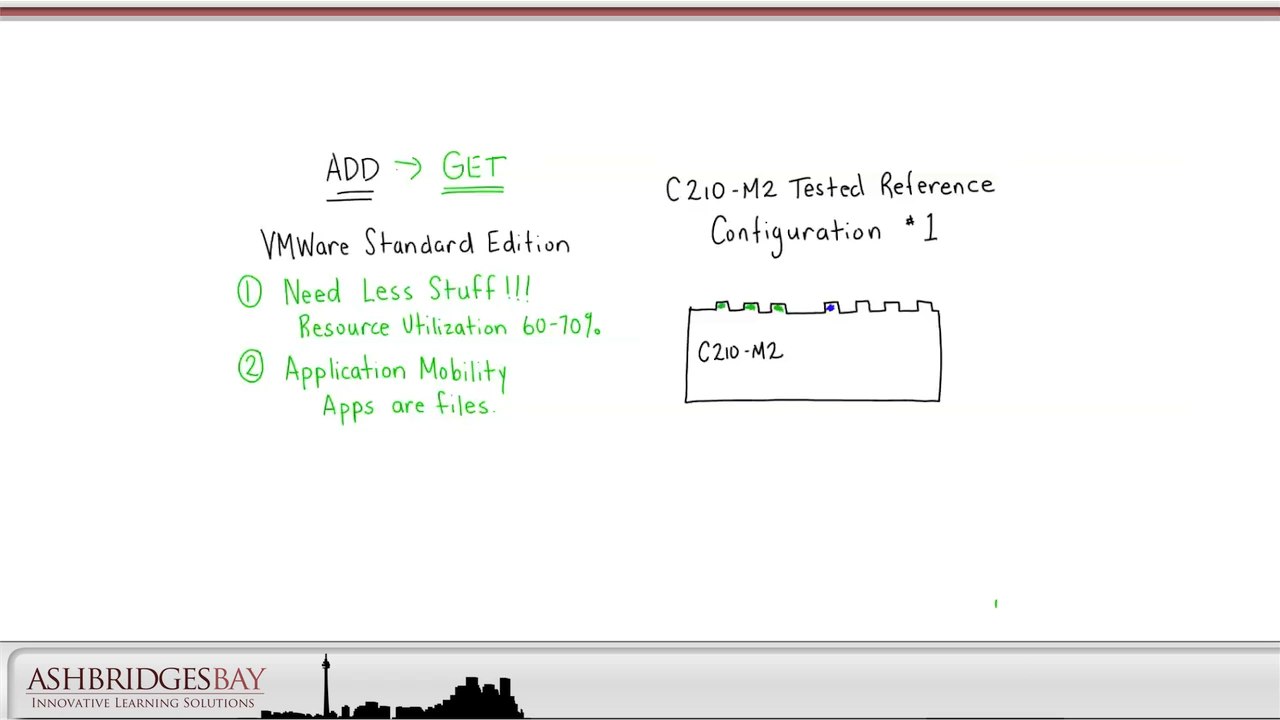 ADD → GET
VMWare Standard Edition
① Need Less Stuff!!!
Resource Utilization 60-70%
② Application Mobility
Apps are files.
C210-M2 Tested Reference
Configuration #1
C210-M2
ASHBRIDGESBAY
INNOVATIVE LEARNING SOLUTIONS